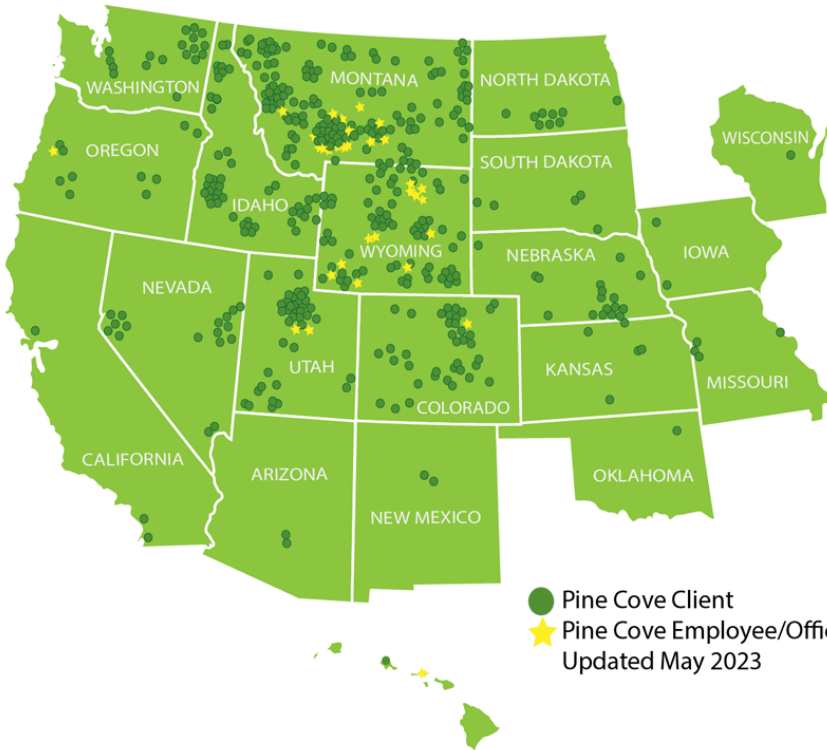 WASHINGTON
MONTANA
NORTH DAKOTA
OREGON
IDAHO
WYOMING
SOUTH DAKOTA
WISCONSIN
NEBRASKA
IOWA
NEVADA
UTAH
COLORADO
KANSAS
MISSOURI
CALIFORNIA
ARIZONA
NEW MEXICO
OKLAHOMA
Pine Cove Client
Pine Cove Employee/Offi
Updated May 2023